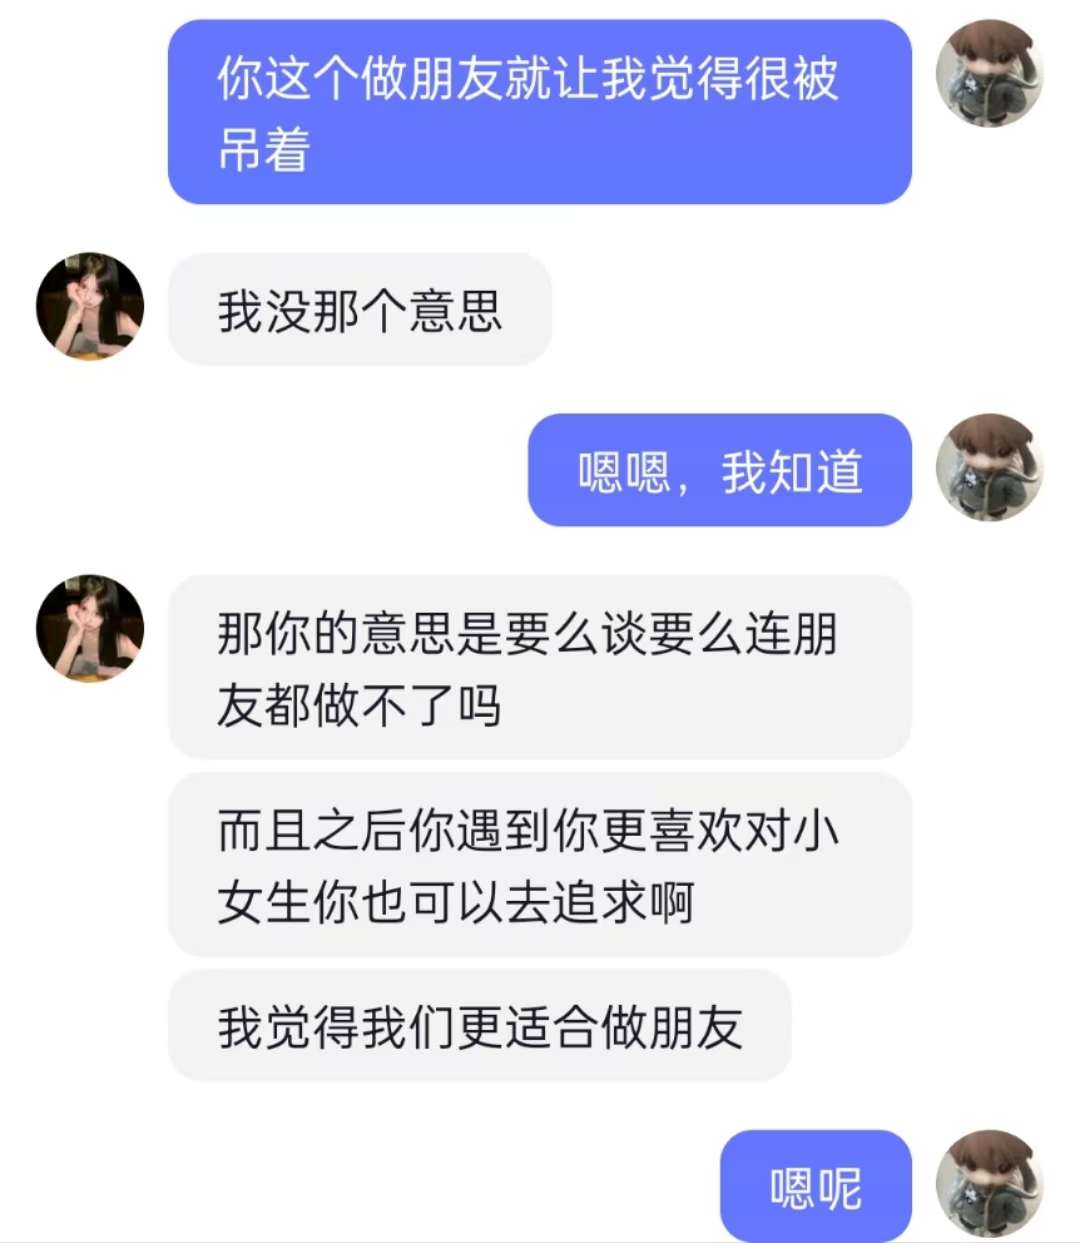 你这个做朋友就让我觉得很被
吊着
我没那个意思
嗯嗯，我知道
那你的意思是要么谈要么连朋
友都做不了吗
而且之后你遇到你更喜欢对小
女生你也可以去追求啊
我觉得我们更适合做朋友
嗯呢